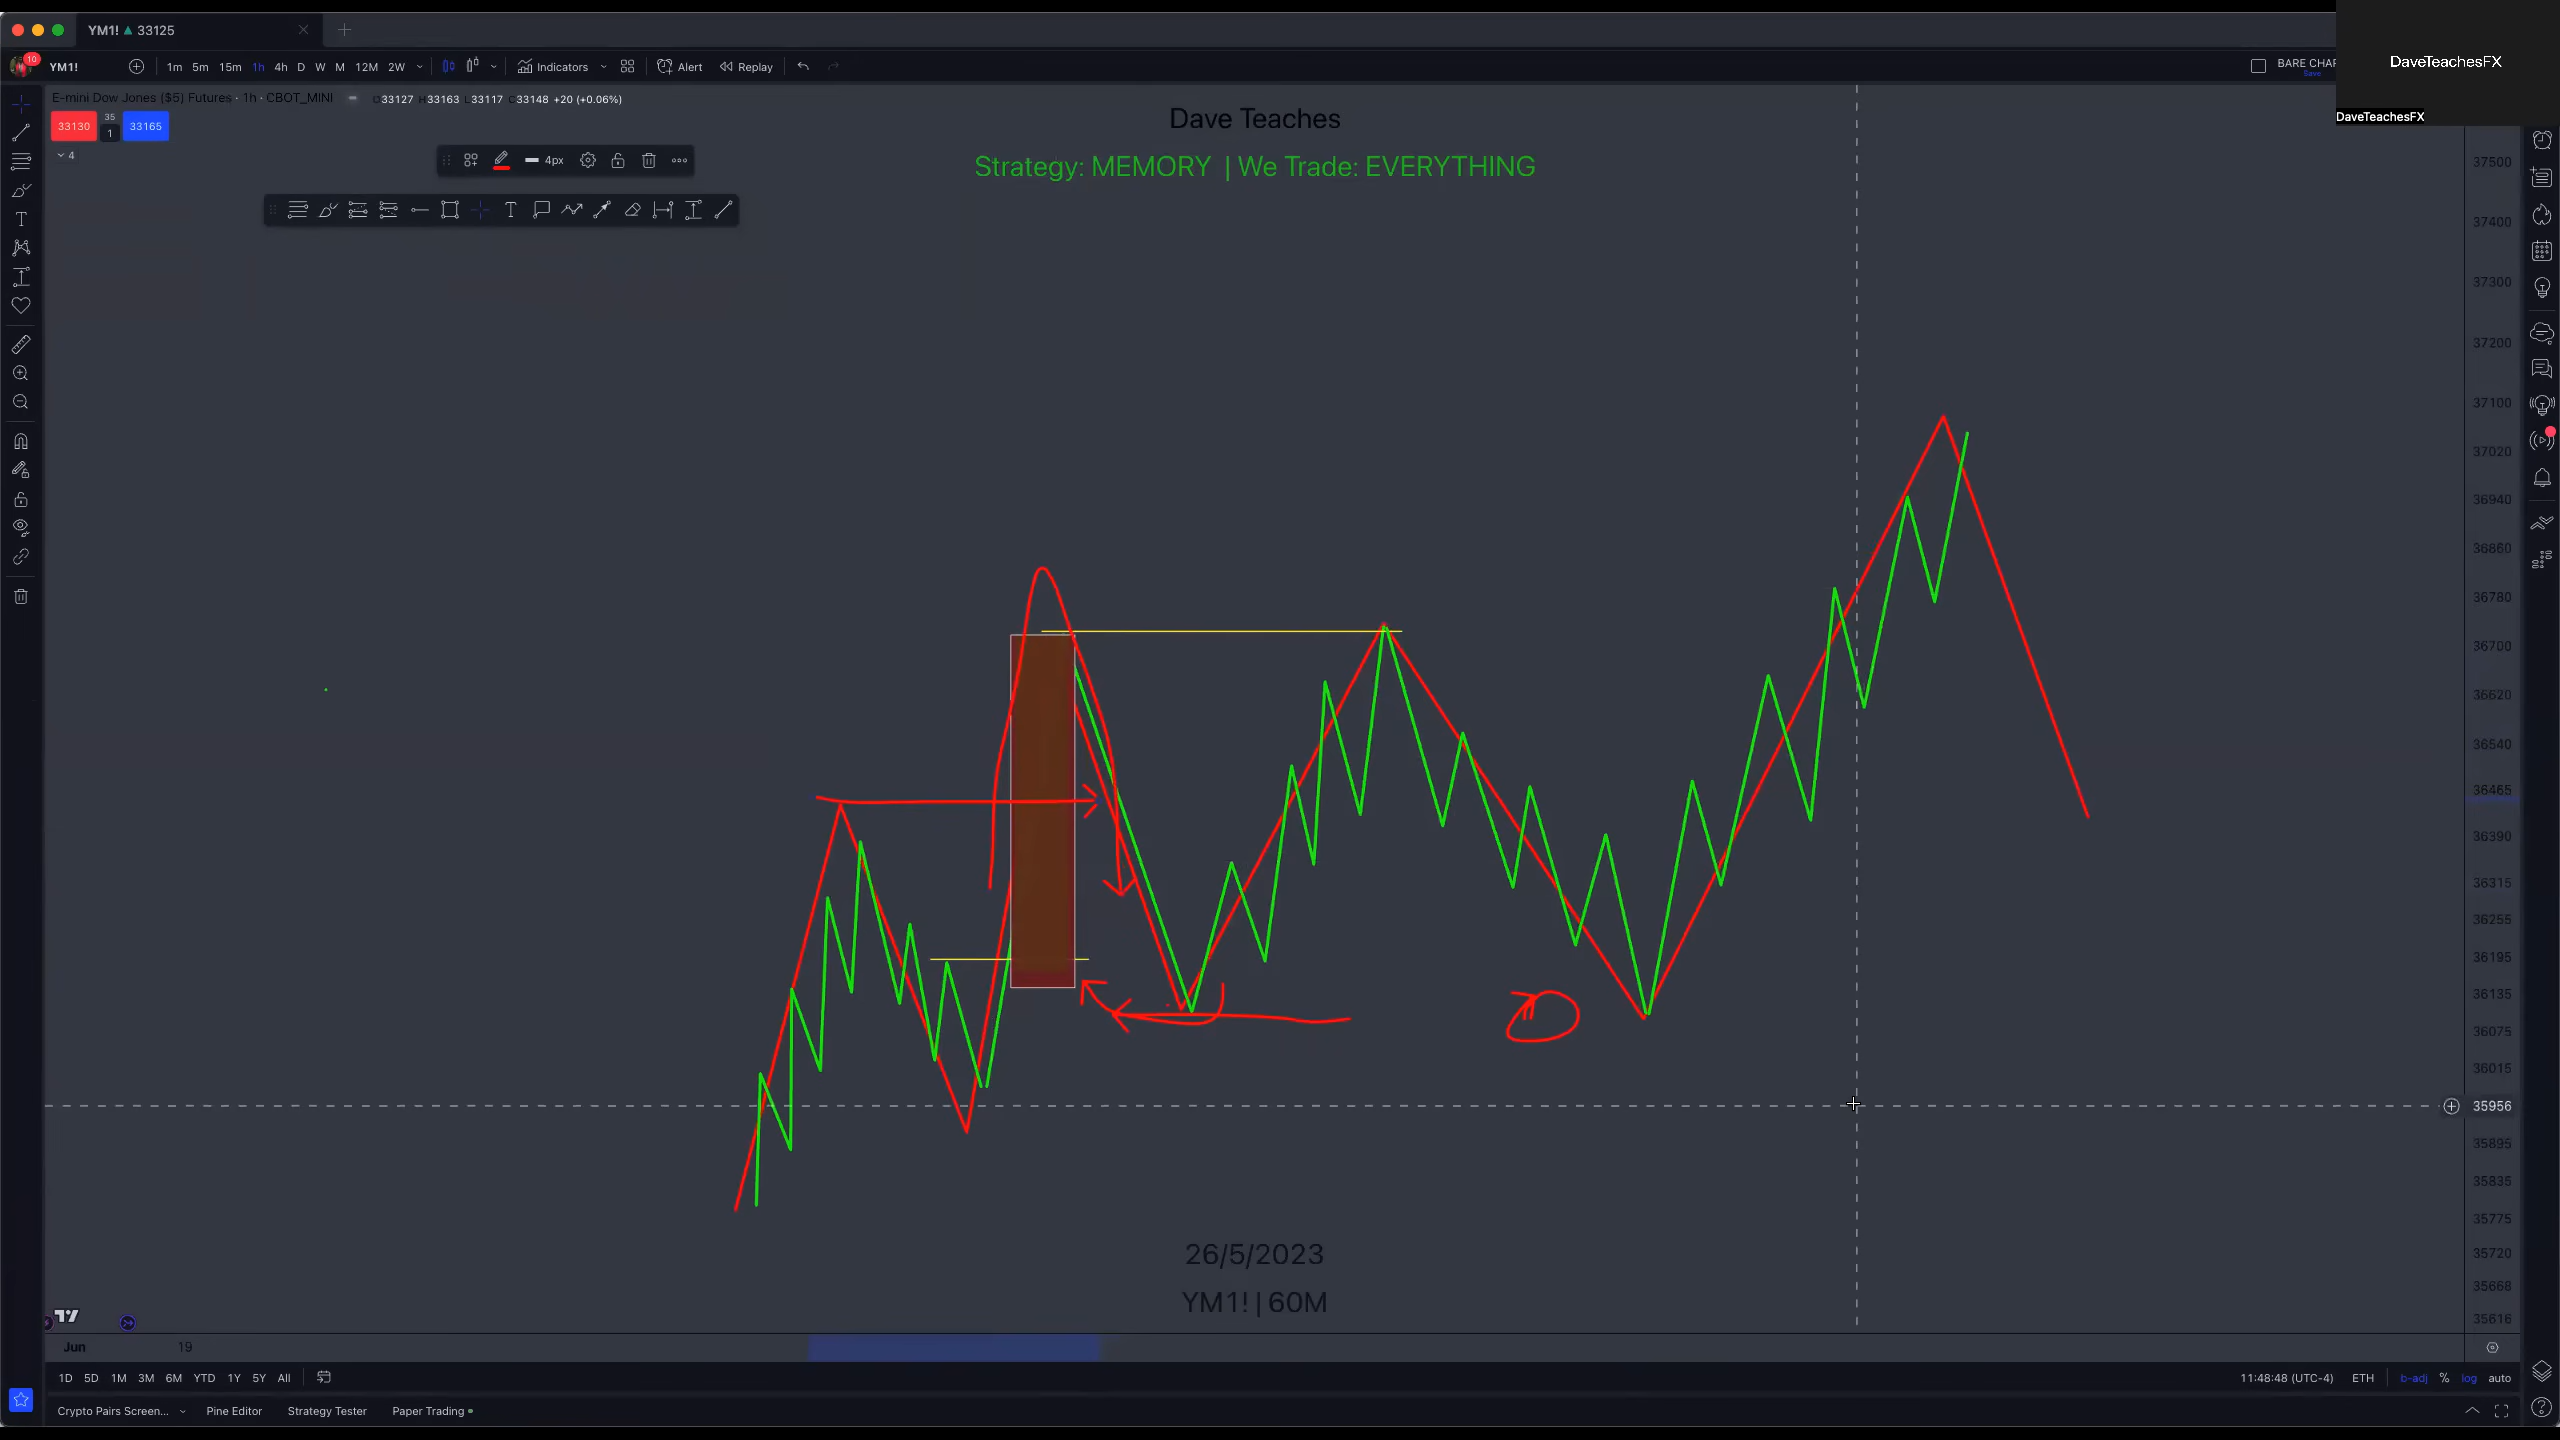 YM1! ▲ 33125
DaveTeachesFX
DaveTeachesFX
10
YM1!
1m 5m 15m 1h 4h D W M 12M 2W
Indicators
Alert
Replay
BARE CHAR
Save
E-mini Dow Jones ($5) Futures · 1h · CBOT_MINI
33127 33163 33117 33148 +20 (+0.06%)
33130 35 1 33165
4
4px
Dave Teaches
Strategy: MEMORY | We Trade: EVERYTHING
37500
37400
37300
37200
37100
37020
36940
36860
36780
36700
36620
36540
36465
36390
36315
36255
36195
36135
36075
36015
35956
35895
35835
35775
35720
35668
35616
26/5/2023
YM1! | 60M
Jun 19
1D 5D 1M 3M 6M YTD 1Y 5Y All
11:48:48 (UTC-4) ETH b-adj % log auto
Crypto Pairs Screen... Pine Editor Strategy Tester Paper Trading